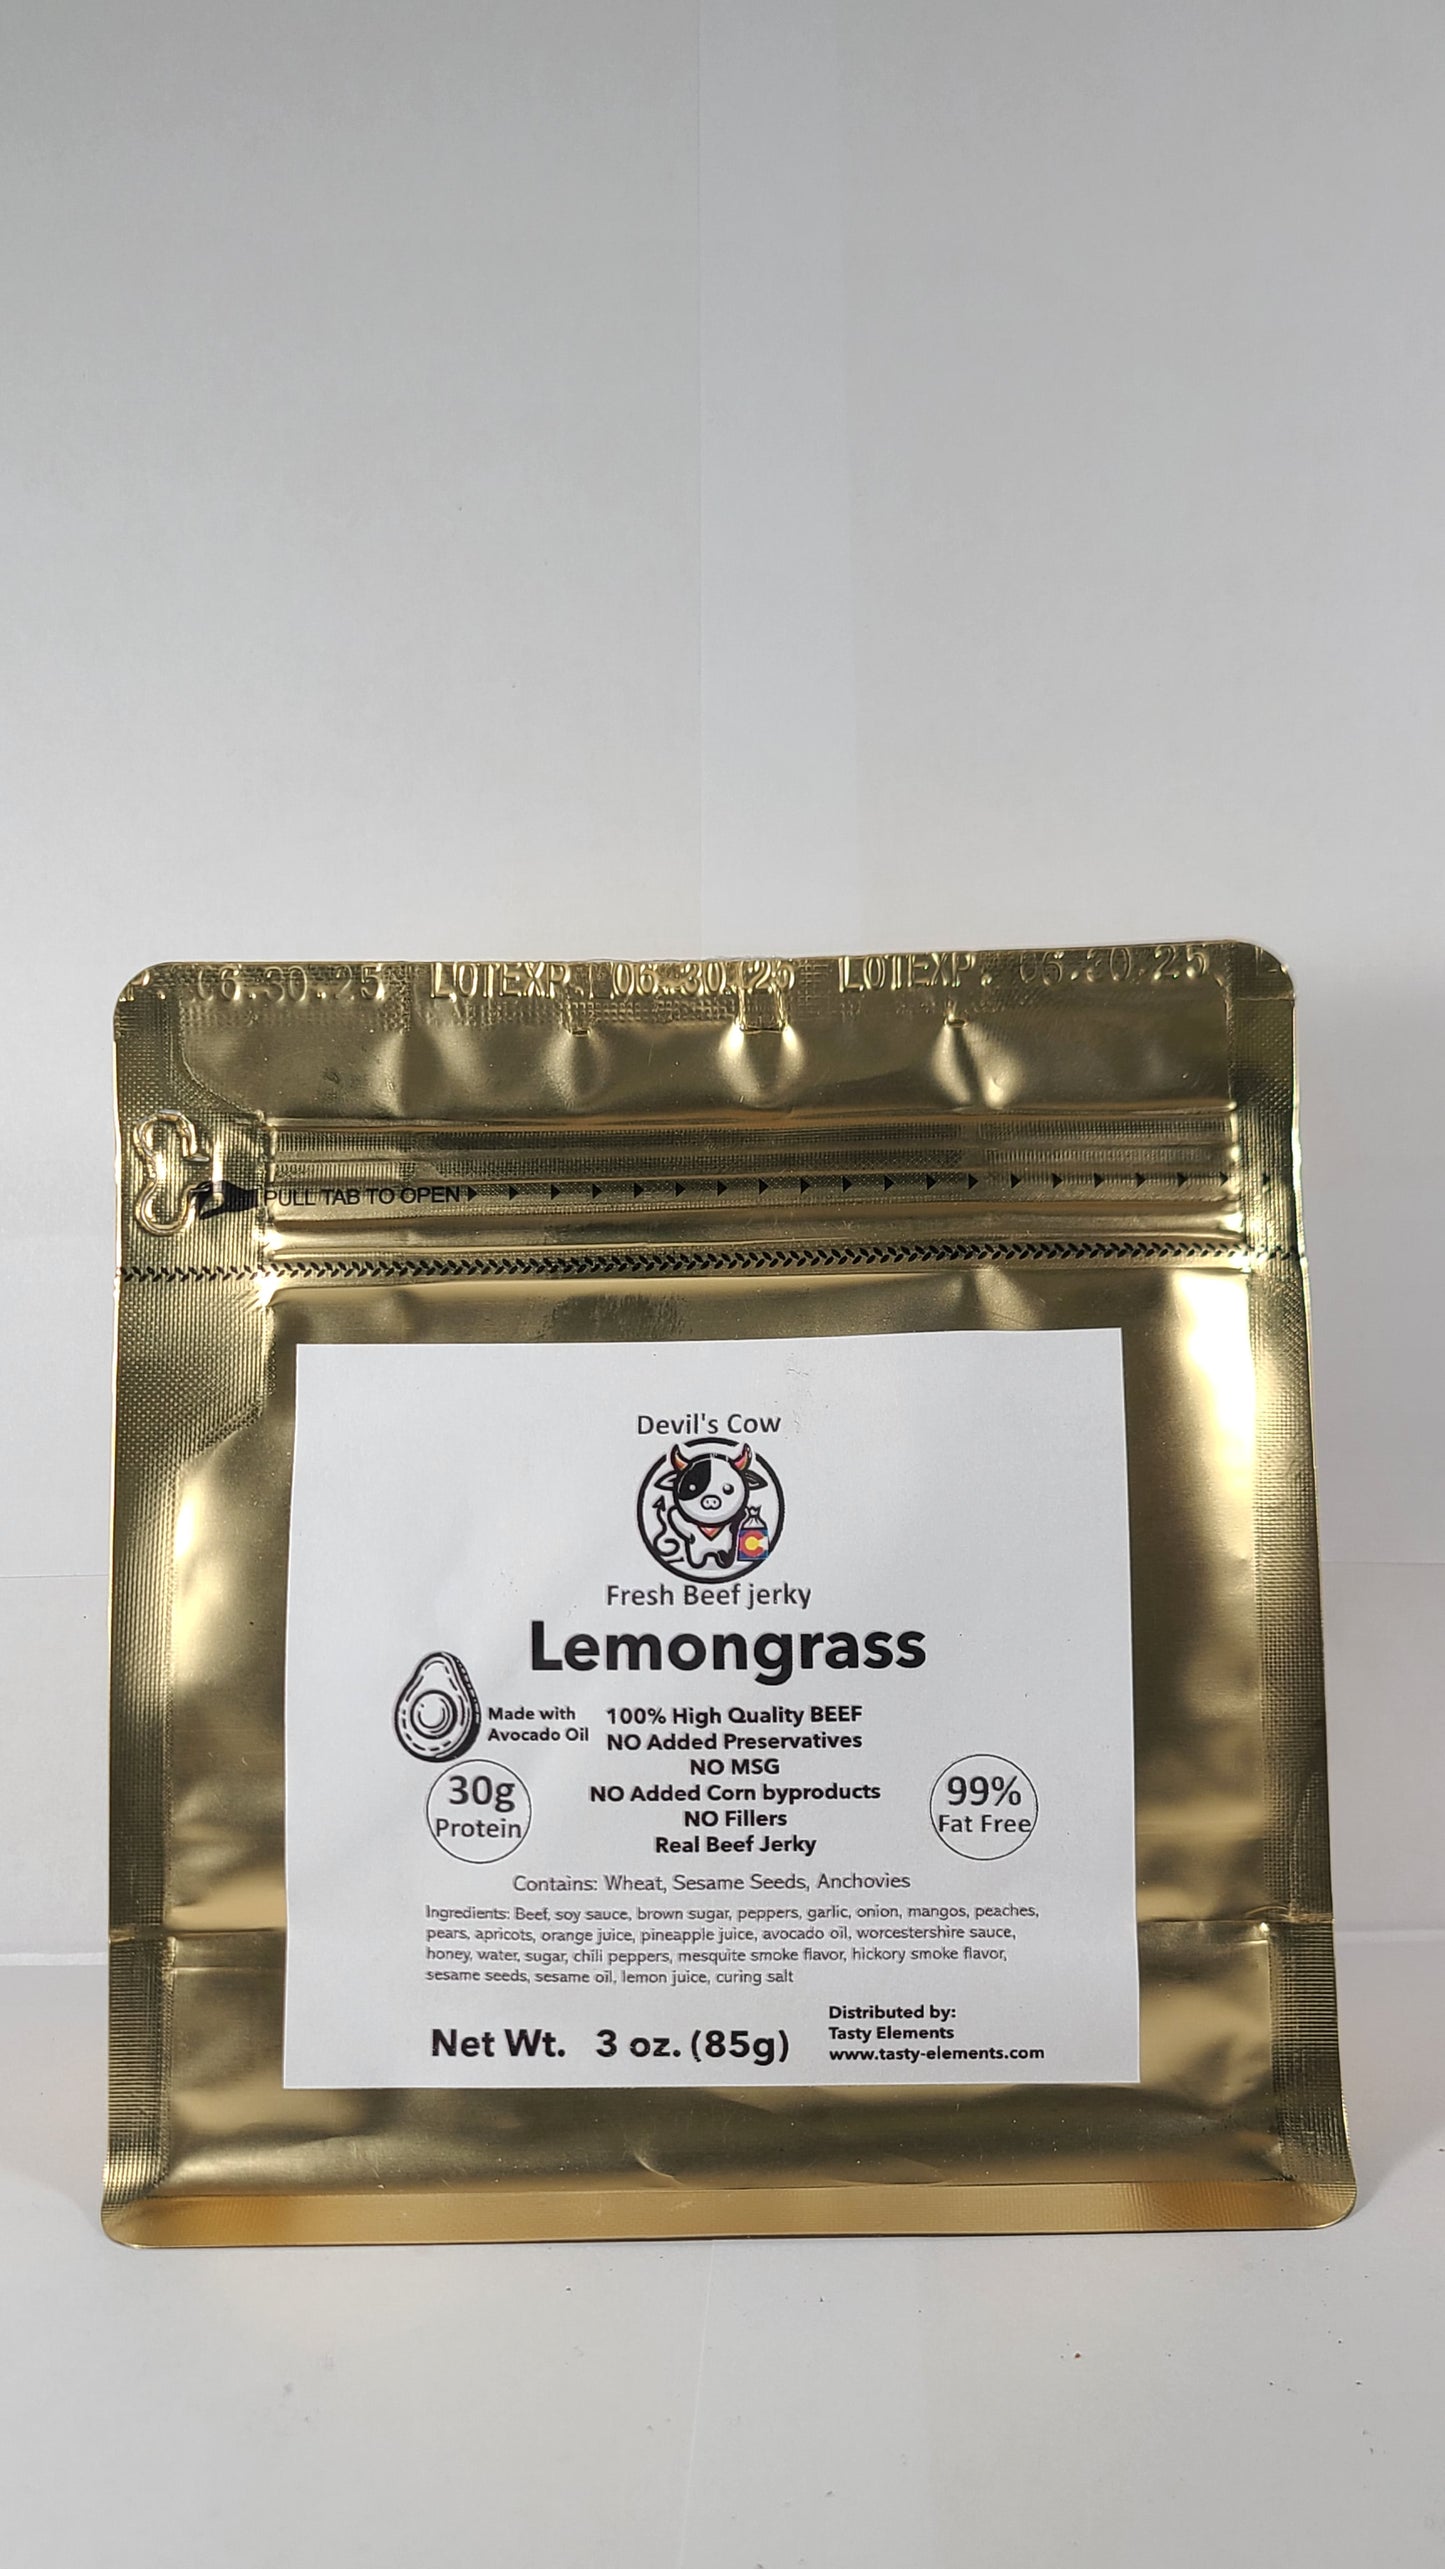 P. 06.30.25 LOTEXP. 06.30.25 LOTEXP. 06.30.25 L
PULL TAB TO OPEN
Devil's Cow
Fresh Beef jerky
Lemongrass
Made with
Avocado Oil
100% High Quality BEEF
NO Added Preservatives
NO MSG
NO Added Corn byproducts
NO Fillers
Real Beef Jerky
30g
Protein
99%
Fat Free
Contains: Wheat, Sesame Seeds, Anchovies
Ingredients: Beef, soy sauce, brown sugar, peppers, garlic, onion, mangos, peaches,
pears, apricots, orange juice, pineapple juice, avocado oil, worcestershire sauce,
honey, water, sugar, chili peppers, mesquite smoke flavor, hickory smoke flavor,
sesame seeds, sesame oil, lemon juice, curing salt
Net Wt. 3 oz. (85g)
Distributed by:
Tasty Elements
www.tasty-elements.com